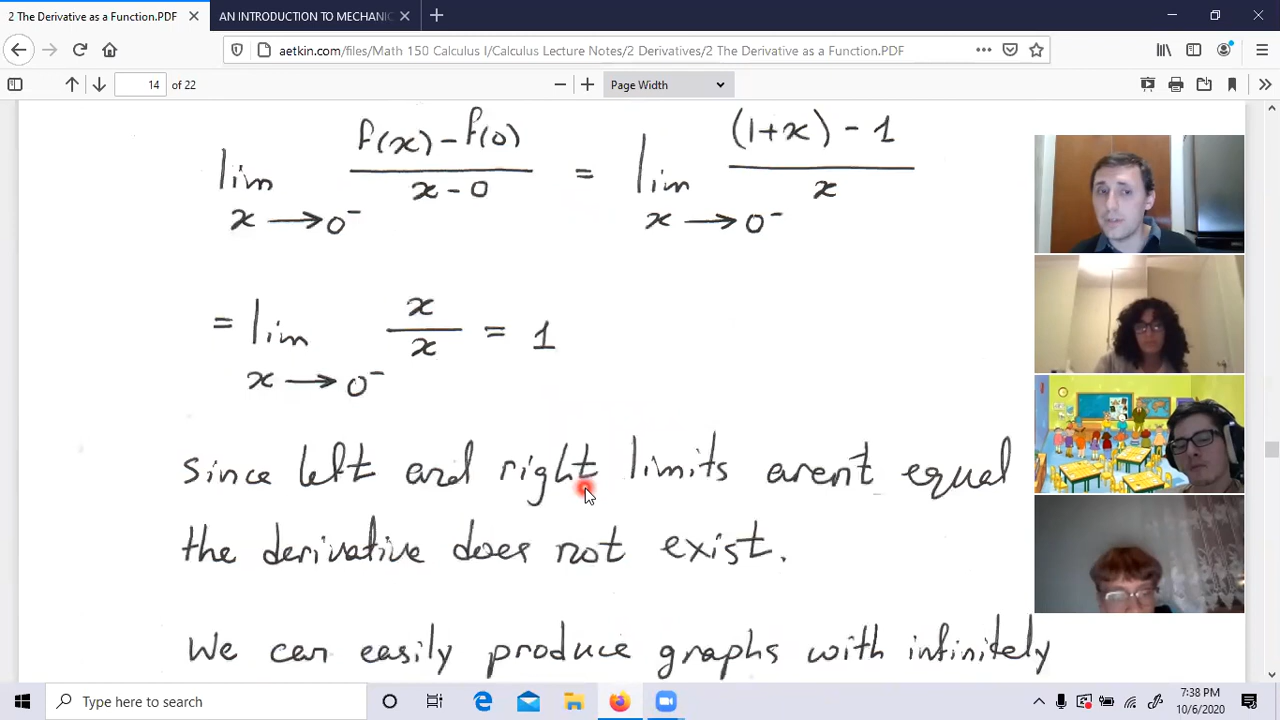 2 The Derivative as a Function.PDF
AN INTRODUCTION TO MECHANIC
aetkin.com/files/Math 150 Calculus I/Calculus Lecture Notes/2 Derivatives/2 The Derivative as a Function.PDF
14 of 22
Page Width
lim x→0⁻ (f(x) - f(0))/(x - 0) = lim x→0⁻ ((1+x) - 1)/x
= lim x→0⁻ x/x = 1
since left and right limits aren't equal
the derivative does not exist.
We can easily produce graphs with infinitely
Type here to search
7:38 PM
10/6/2020